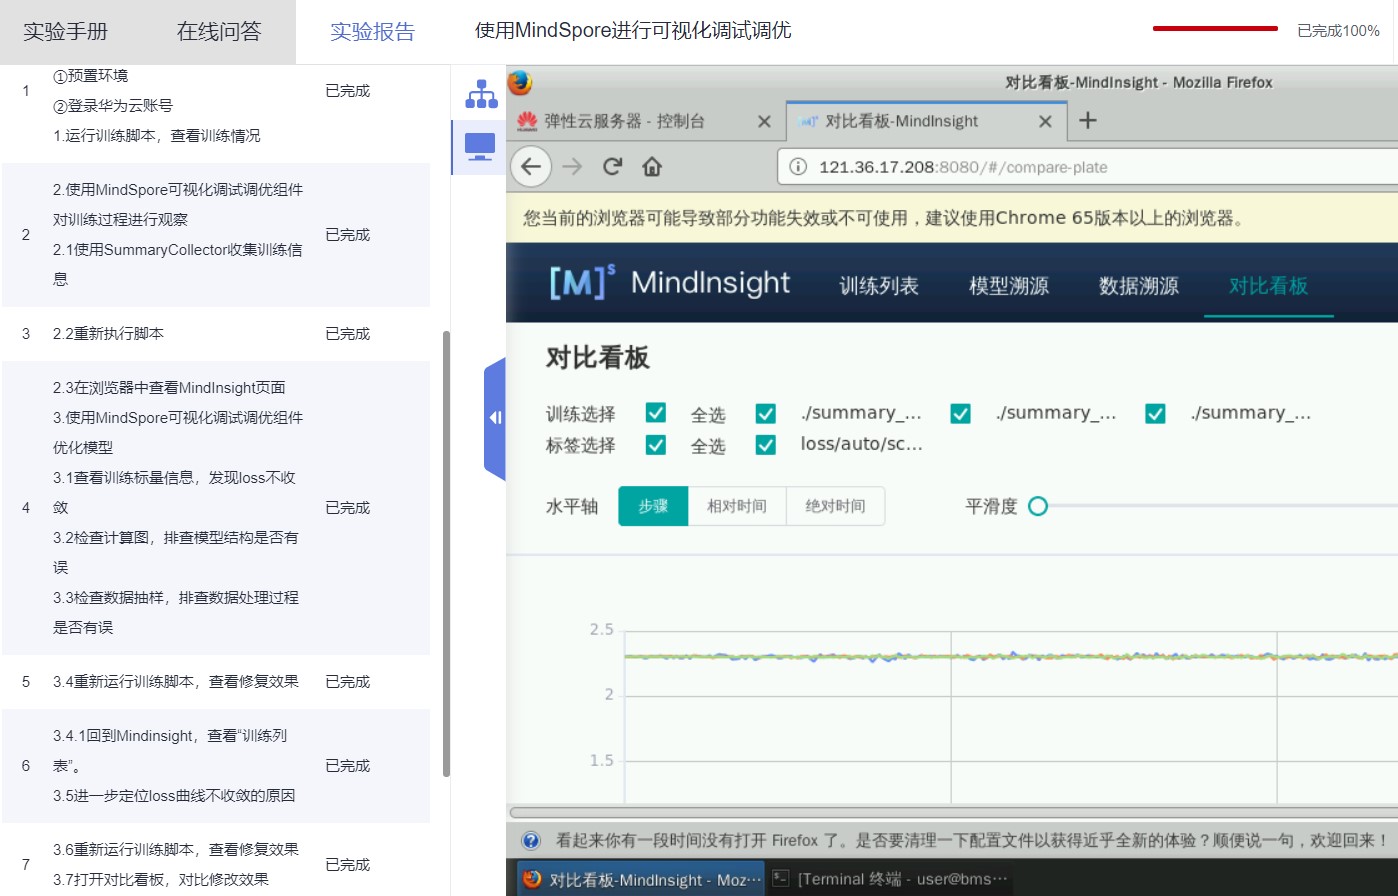 实验手册
在线问答
实验报告
使用MindSpore进行可视化调试调优
已完成100%
1
①预置环境
②登录华为云账号
1.运行训练脚本，查看训练情况
已完成
2
2.使用MindSpore可视化调试调优组件
对训练过程进行观察
2.1使用SummaryCollector收集训练信
息
已完成
3
2.2重新执行脚本
已完成
4
2.3在浏览器中查看MindInsight页面
3.使用MindSpore可视化调试调优组件
优化模型
3.1查看训练标量信息，发现loss不收
敛
3.2检查计算图，排查模型结构是否有
误
3.3检查数据抽样，排查数据处理过程
是否有误
已完成
5
3.4重新运行训练脚本，查看修复效果
已完成
6
3.4.1回到Mindinsight，查看“训练列
表”。
3.5进一步定位loss曲线不收敛的原因
已完成
7
3.6重新运行训练脚本，查看修复效果
3.7打开对比看板，对比修改效果
已完成
对比看板-MindInsight - Mozilla Firefox
弹性云服务器 - 控制台
对比看板-MindInsight
121.36.17.208:8080/#/compare-plate
您当前的浏览器可能导致部分功能失效或不可使用，建议使用Chrome 65版本以上的浏览器。
[M]s MindInsight
训练列表
模型溯源
数据溯源
对比看板
对比看板
训练选择 全选 ./summary_... ./summary_... ./summary_...
标签选择 全选 loss/auto/sc...
水平轴 步骤 相对时间 绝对时间 平滑度
2.5
2
1.5
看起来你有一段时间没有打开 Firefox 了。是否要清理一下配置文件以获得近乎全新的体验？顺便说一句，欢迎回来！
对比看板-MindInsight - Moz…
[Terminal 终端 - user@bms…